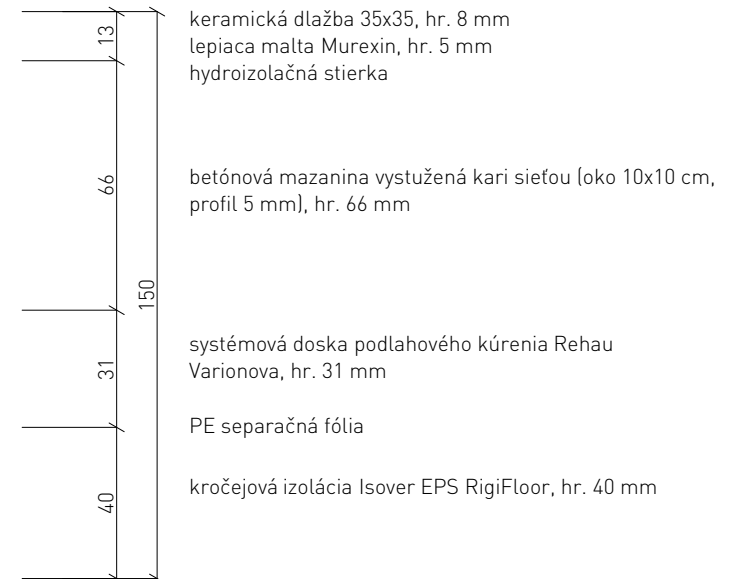 keramická dlažba 35x35, hr. 8 mm
13
lepiaca malta Murexin, hr. 5 mm
hydroizolačná stierka
66
betónová mazanina vystužená kari sieťou (oko 10x10 cm,
profil 5 mm), hr. 66 mm
150
systémová doska podlahového kúrenia Rehau
31
Varionova, hr. 31 mm
PE separačná fólia
40
kročejová izolácia Isover EPS RigiFloor, hr. 40 mm